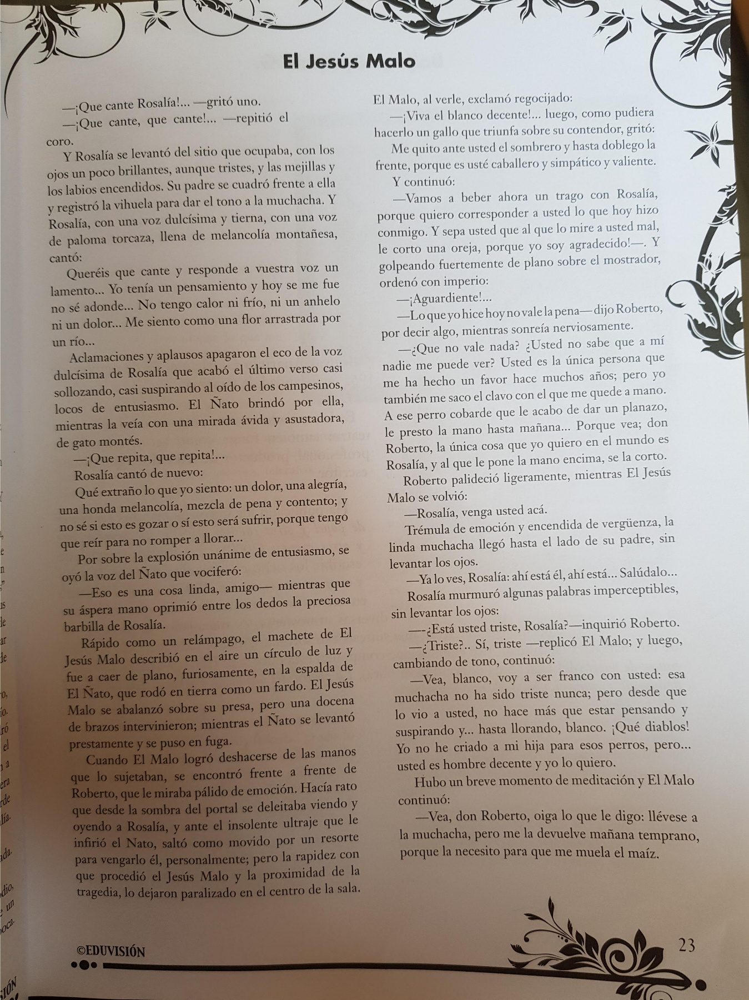 El Jesús Malo
—¡Que cante Rosalía!... —gritó uno.
—¡Que cante, que cante!... —repitió el
coro.
Y Rosalía se levantó del sitio que ocupaba, con los
ojos un poco brillantes, aunque tristes, y las mejillas y
los labios encendidos. Su padre se cuadró frente a ella
y registró la vihuela para dar el tono a la muchacha. Y
Rosalía, con una voz dulcísima y tierna, con una voz
de paloma torcaza, llena de melancolía montañesa,
cantó:
Queréis que cante y responde a vuestra voz un
lamento... Yo tenía un pensamiento y hoy se me fue
no sé adonde... No tengo calor ni frío, ni un anhelo
ni un dolor... Me siento como una flor arrastrada por
un río...
Aclamaciones y aplausos apagaron el eco de la voz
dulcísima de Rosalía que acabó el último verso casi
sollozando, casi suspirando al oído de los campesinos,
locos de entusiasmo. El Ñato brindó por ella,
mientras la veía con una mirada ávida y asustadora,
de gato montés.
—¡Que repita, que repita!...
Rosalía cantó de nuevo:
Qué extraño lo que yo siento: un dolor, una alegría,
una honda melancolía, mezcla de pena y contento; y
no sé si esto es gozar o sí esto será sufrir, porque tengo
que reír para no romper a llorar...
Por sobre la explosión unánime de entusiasmo, se
oyó la voz del Ñato que vociferó:
—Eso es una cosa linda, amigo— mientras que
su áspera mano oprimió entre los dedos la preciosa
barbilla de Rosalía.
Rápido como un relámpago, el machete de El
Jesús Malo describió en el aire un círculo de luz y
fue a caer de plano, furiosamente, en la espalda de
El Ñato, que rodó en tierra como un fardo. El Jesús
Malo se abalanzó sobre su presa, pero una docena
de brazos intervinieron; mientras el Ñato se levantó
prestamente y se puso en fuga.
Cuando El Malo logró deshacerse de las manos
que lo sujetaban, se encontró frente a frente de
Roberto, que le miraba pálido de emoción. Hacía rato
que desde la sombra del portal se deleitaba viendo y
oyendo a Rosalía, y ante el insolente ultraje que le
infirió el Nato, saltó como movido por un resorte
para vengarlo él, personalmente; pero la rapidez con
que procedió el Jesús Malo y la proximidad de la
tragedia, lo dejaron paralizado en el centro de la sala.
El Malo, al verle, exclamó regocijado:
—¡Viva el blanco decente!... luego, como pudiera
hacerlo un gallo que triunfa sobre su contendor, gritó:
Me quito ante usted el sombrero y hasta doblego la
frente, porque es usté caballero y simpático y valiente.
Y continuó:
—Vamos a beber ahora un trago con Rosalía,
porque quiero corresponder a usted lo que hoy hizo
conmigo. Y sepa usted que al que lo mire a usted mal,
le corto una oreja, porque yo soy agradecido!—. Y
golpeando fuertemente de plano sobre el mostrador,
ordenó con imperio:
—¡Aguardiente!...
—Lo que yo hice hoy no vale la pena— dijo Roberto,
por decir algo, mientras sonreía nerviosamente.
—¿Que no vale nada? ¿Usted no sabe que a mí
nadie me puede ver? Usted es la única persona que
me ha hecho un favor hace muchos años; pero yo
también me saco el clavo con el que me quede a mano.
A ese perro cobarde que le acabo de dar un planazo,
le presto la mano hasta mañana... Porque vea; don
Roberto, la única cosa que yo quiero en el mundo es
Rosalía, y al que le pone la mano encima, se la corto.
Roberto palideció ligeramente, mientras El Jesús
Malo se volvió:
—Rosalía, venga usted acá.
Trémula de emoción y encendida de vergüenza, la
linda muchacha llegó hasta el lado de su padre, sin
levantar los ojos.
—Ya lo ves, Rosalía: ahí está él, ahí está... Salúdalo...
Rosalía murmuró algunas palabras imperceptibles,
sin levantar los ojos:
—-¿Está usted triste, Rosalía?—inquirió Roberto.
—¿Triste?.. Sí, triste —replicó El Malo; y luego,
cambiando de tono, continuó:
—Vea, blanco, voy a ser franco con usted: esa
muchacha no ha sido triste nunca; pero desde que
lo vio a usted, no hace más que estar pensando y
suspirando y... hasta llorando, blanco. ¡Qué diablos!
Yo no he criado a mi hija para esos perros, pero...
usted es hombre decente y yo lo quiero.
Hubo un breve momento de meditación y El Malo
continuó:
—Vea, don Roberto, oiga lo que le digo: llévese a
la muchacha, pero me la devuelve mañana temprano,
porque la necesito para que me muela el maíz.
©EDUVISIÓN
23